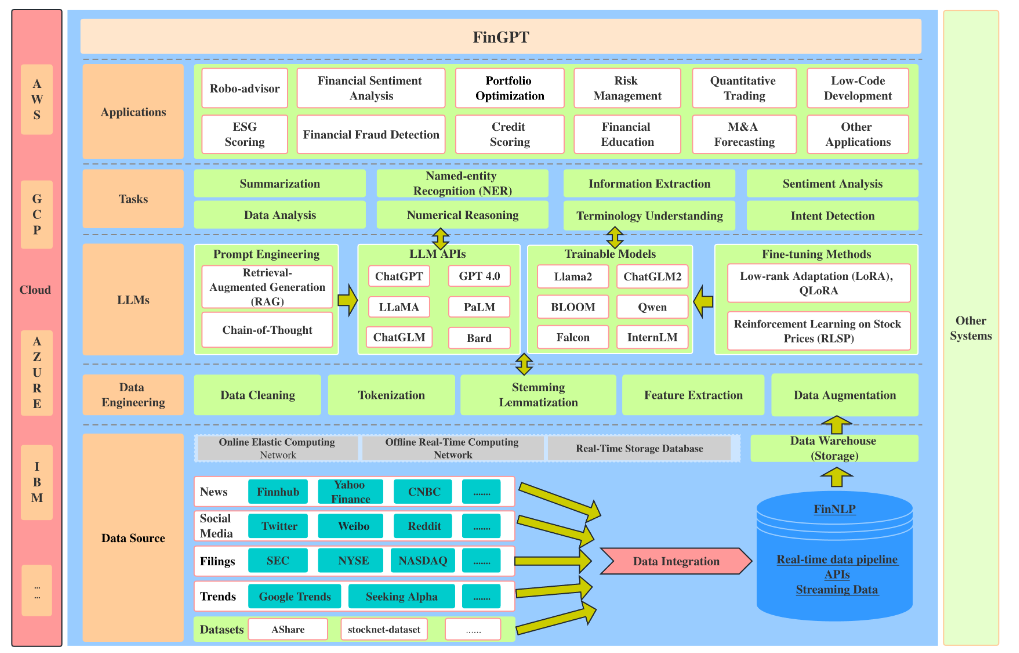 FinGPT
A
W
S
G
C
P
Cloud
A
Z
U
R
E
I
B
M
...
...
Applications
Robo-advisor
Financial Sentiment
Analysis
Portfolio
Optimization
Risk
Management
Quantitative
Trading
Low-Code
Development
ESG
Scoring
Financial Fraud Detection
Credit
Scoring
Financial
Education
M&A
Forecasting
Other
Applications
Tasks
Summarization
Named-entity
Recognition (NER)
Information Extraction
Sentiment Analysis
Data Analysis
Numerical Reasoning
Terminology Understanding
Intent Detection
LLMs
Prompt Engineering
Retrieval-
Augmented Generation
(RAG)
Chain-of-Thought
LLM APIs
ChatGPT
GPT 4.0
LLaMA
PaLM
ChatGLM
Bard
Trainable Models
Llama2
ChatGLM2
BLOOM
Qwen
Falcon
InternLM
Fine-tuning Methods
Low-rank Adaptation (LoRA),
QLoRA
Reinforcement Learning on Stock
Prices (RLSP)
Data
Engineering
Data Cleaning
Tokenization
Stemming
Lemmatization
Feature Extraction
Data Augmentation
Data Source
Online Elastic Computing
Network
Offline Real-Time Computing
Network
Real-Time Storage Database
Data Warehouse
(Storage)
News
Finnhub
Yahoo
Finance
CNBC
.......
Social
Media
Twitter
Weibo
Reddit
.......
Filings
SEC
NYSE
NASDAQ
.......
Trends
Google Trends
Seeking Alpha
.......
Datasets
AShare
stocknet-dataset
......
Data Integration
FinNLP
Real-time data pipeline
APIs
Streaming Data
Other
Systems